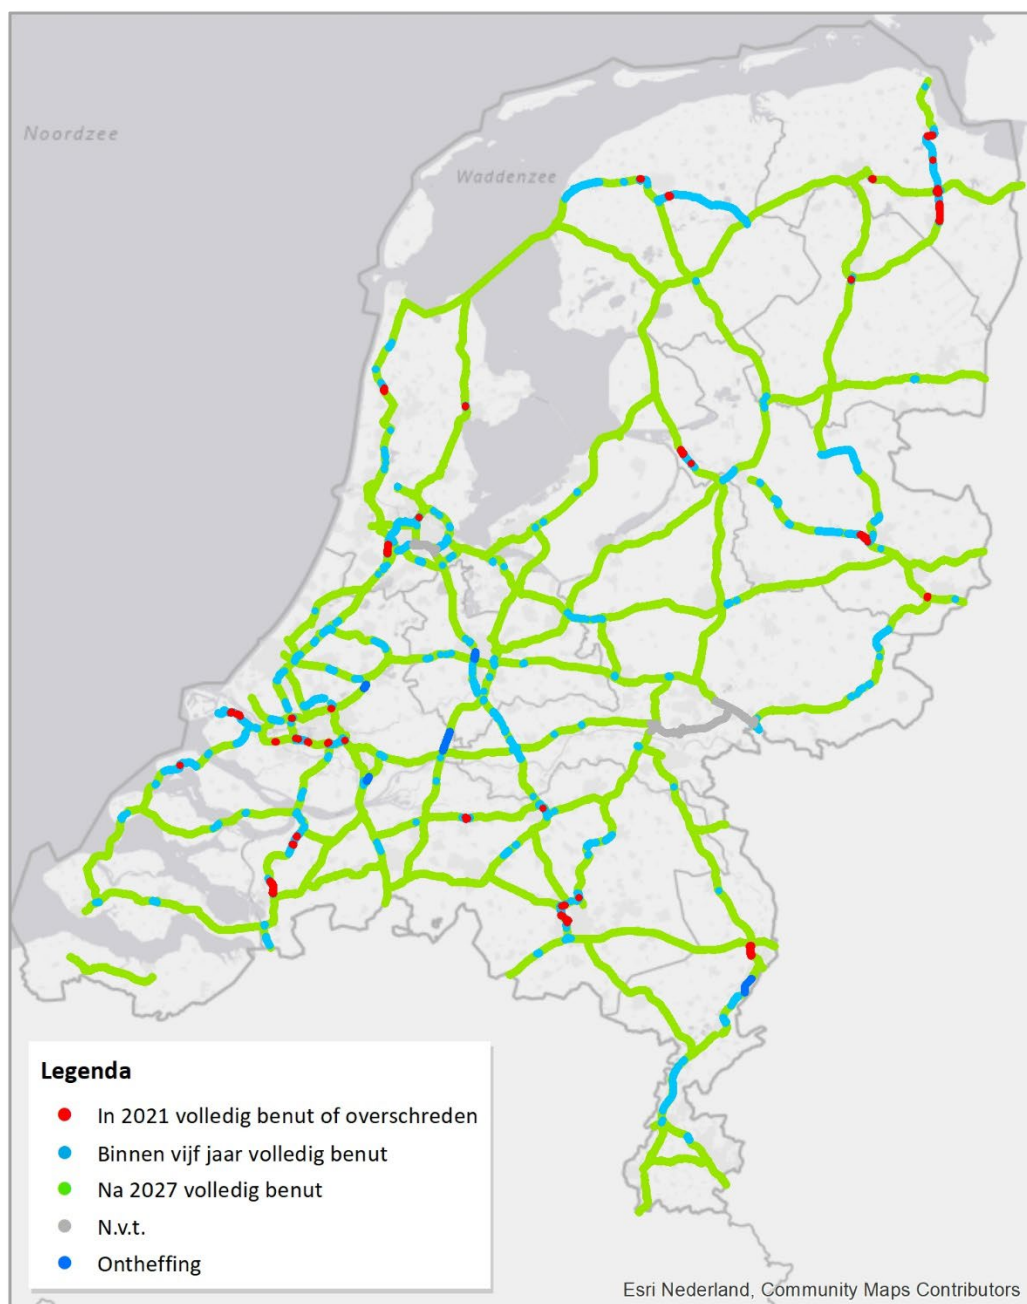 Noordzee
Waddenzee
Legenda
In 2021 volledig benut of overschreden
Binnen vijf jaar volledig benut
Na 2027 volledig benut
N.v.t.
Ontheffing
Esri Nederland, Community Maps Contributors